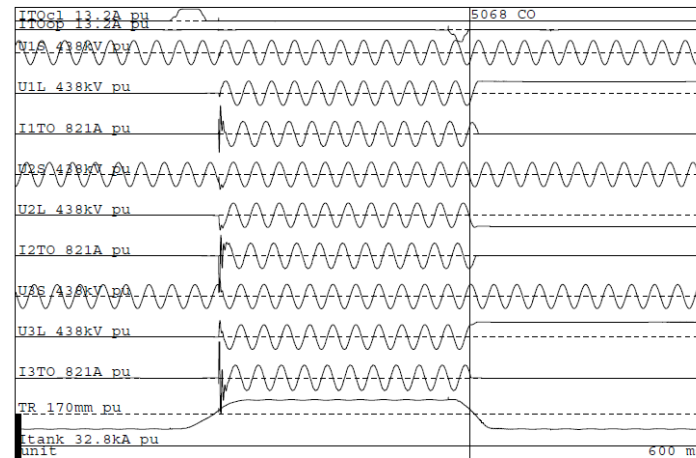 ITOcl 13.2A pu
5068 CO
ITOop 13.2A pu
U1S 438kV pu
U1L 438kV pu
I1TO 821A pu
U2S 438kV pu
U2L 438kV pu
I2TO 821A pu
U3S 438kV pu
U3L 438kV pu
I3TO 821A pu
TR 170mm pu
Itank 32.8kA pu
unit
600 m